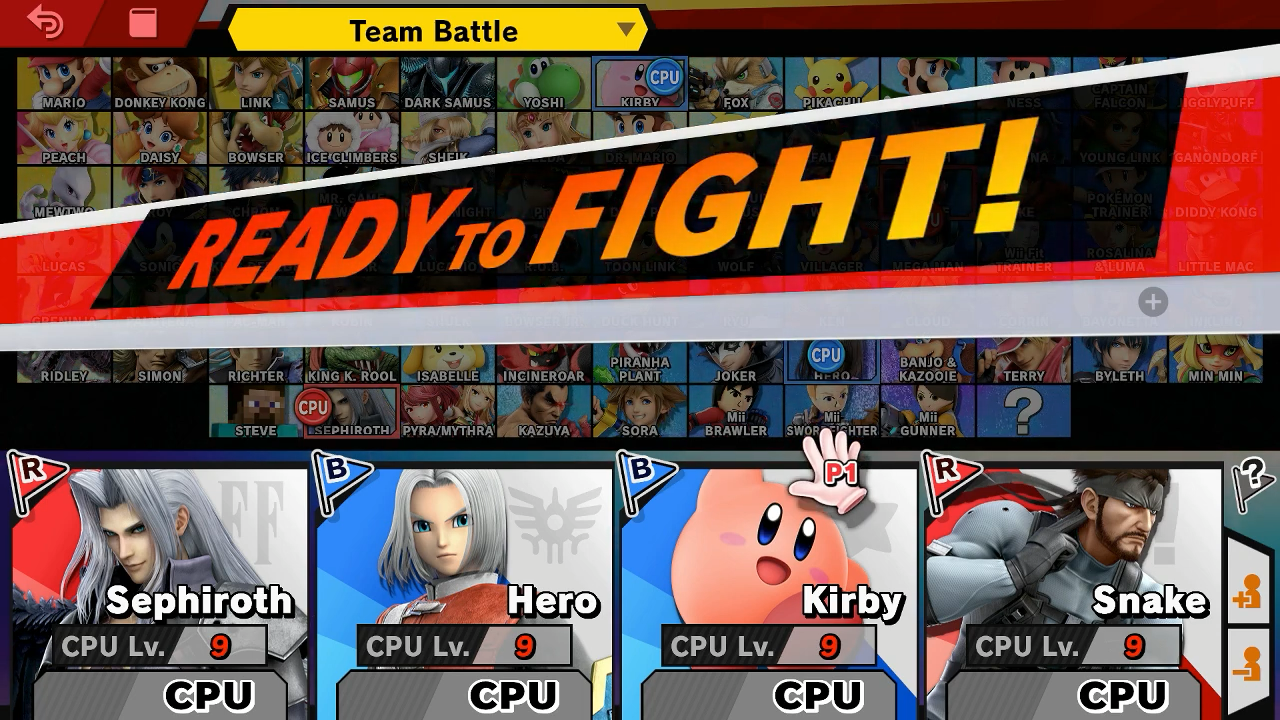 Team Battle
MARIO
DONKEY KONG
LINK
SAMUS
DARK SAMUS
YOSHI
CPU
KIRBY
FOX
PIKACHU
NESS
CAPTAIN
FALCON
JIGGLYPUFF
PEACH
DAISY
BOWSER
ICE CLIMBERS
SHEIK
DR. MARIO
YOUNG LINK
GANONDORF
MEWTWO
POKÉMON
TRAINER
DIDDY KONG
READY TO FIGHT!
LUCAS
SONIC
TOON LINK
WOLF
VILLAGER
MEGA MAN
Wii Fit
TRAINER
ROSALINA
& LUMA
LITTLE MAC
RIDLEY
SIMON
RICHTER
KING K. ROOL
ISABELLE
INCINEROAR
PIRANHA
PLANT
JOKER
CPU
HERO
BANJO &
KAZOOIE
TERRY
BYLETH
MIN MIN
STEVE
CPU
SEPHIROTH
PYRA/MYTHRA
KAZUYA
SORA
Mii
BRAWLER
Mii
SWORDFIGHTER
Mii
GUNNER
?
R
FF
Sephiroth
CPU Lv. 9
CPU
B
Hero
CPU Lv. 9
CPU
B
P1
Kirby
CPU Lv. 9
CPU
R
!
Snake
CPU Lv. 9
CPU
?